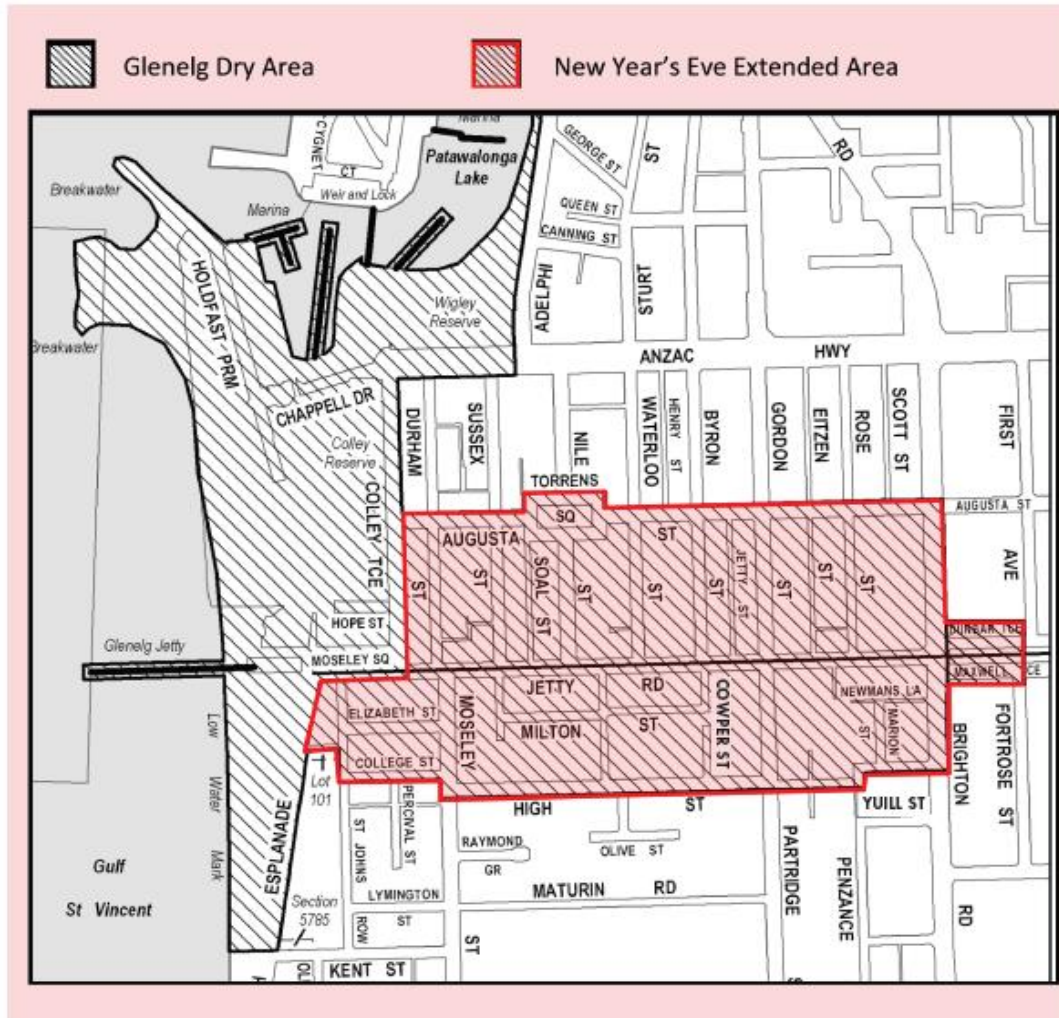 Glenelg Dry Area
New Year's Eve Extended Area
CYGNET
CT
Marina
Patawalonga
Lake
Weir and Lock
Breakwater
Marina
GEORGE ST
ST
RD
QUEEN ST
CANNING ST
ADELPHI
STURT
HOLDFAST PRM
Wigley
Reserve
Breakwater
ANZAC
HWY
CHAPPELL DR
Colley
Reserve
COLLEY TCE
DURHAM
SUSSEX
NILE
WATERLOO
HENRY ST
BYRON
GORDON
EITZEN
ROSE
SCOTT ST
FIRST
TORRENS
SQ
AUGUSTA ST
AUGUSTA
ST
ST
ST
SOAL ST
ST
ST
ST
JETTY ST
ST
ST
ST
AVE
HOPE ST
DUNBAR TCE
Glenelg Jetty
MOSELEY SQ
MAXWELL
CE
JETTY
RD
NEWMANS LA
ELIZABETH ST
MOSELEY
MILTON
ST
COWPER ST
ST
MARION
COLLEGE ST
Low
Water
Mark
Lot
101
ESPLANADE
PERCIVAL ST
ST JOHNS
ROW
HIGH
ST
YUILL ST
BRIGHTON
RD
FORTROSE ST
RAYMOND
GR
OLIVE ST
PARTRIDGE
PENZANCE
LYMINGTON
ST
MATURIN
RD
Gulf
St Vincent
Section
5785
KENT ST
ST